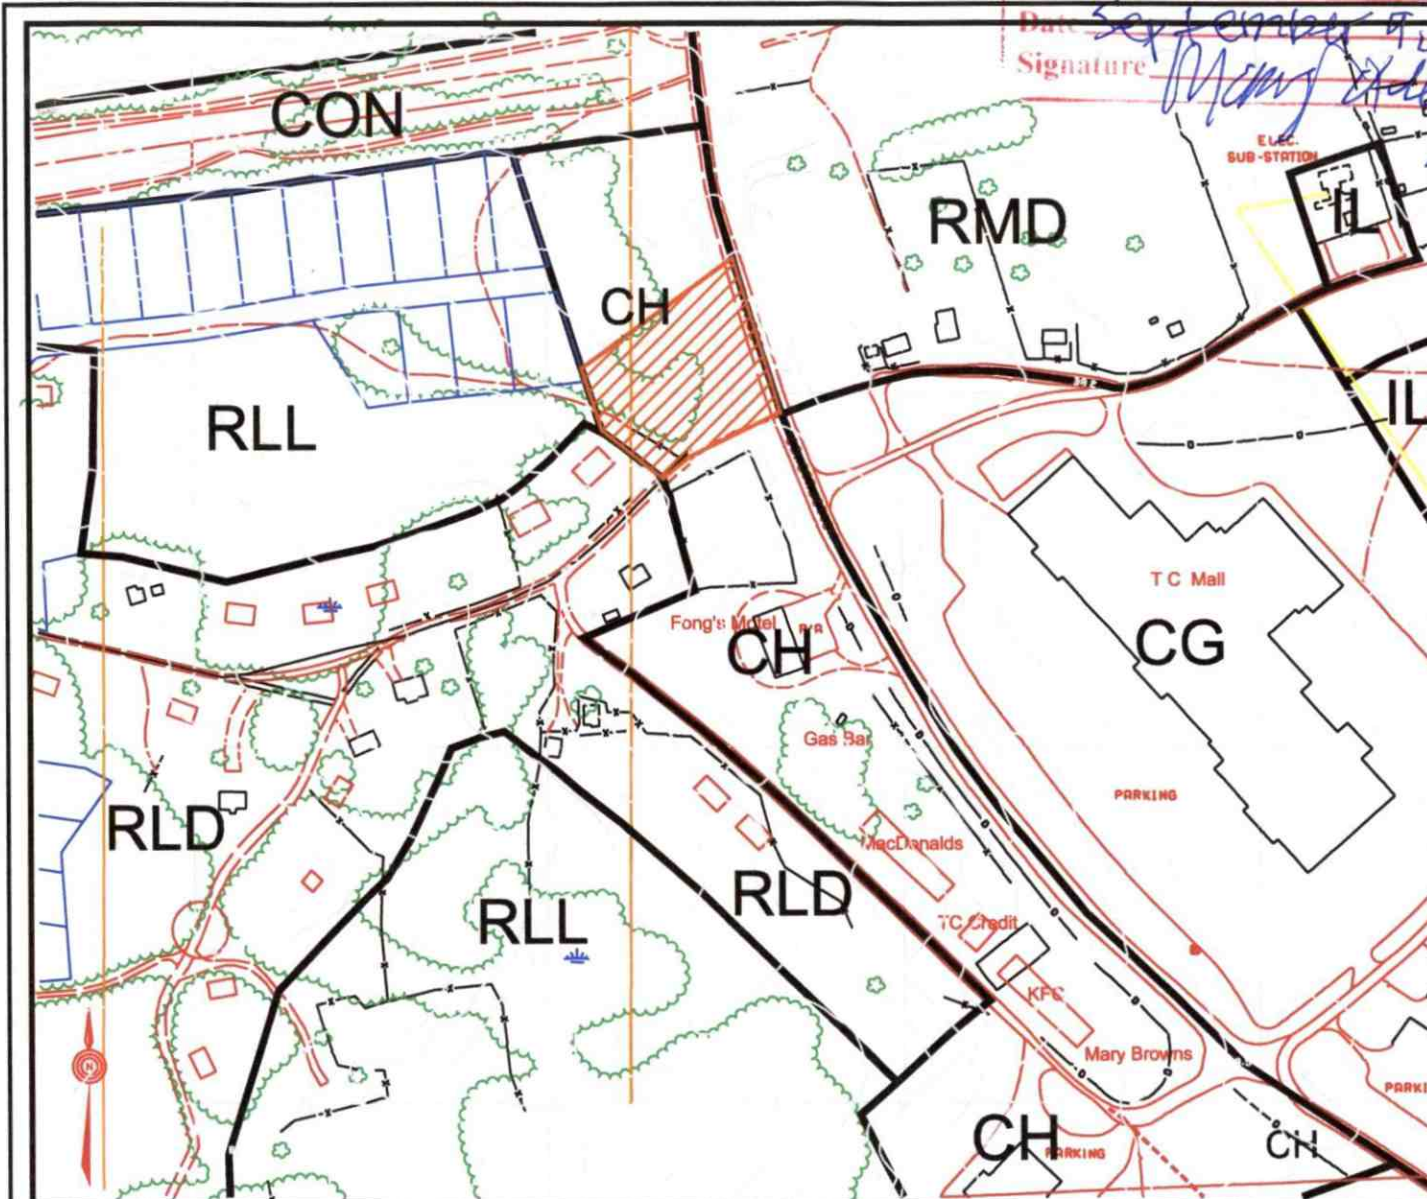 Date September
Signature
CON
ELEC.
SUB-STATION
RMD
IL
CH
IL
RLL
T C Mall
Fong's Motel
CH
CG
Gas Bar
PARKING
RLD
MacDonalds
RLD
RLL
TC Credit
KFC
Mary Browns
N
CH
PARKING
CH
PARKI